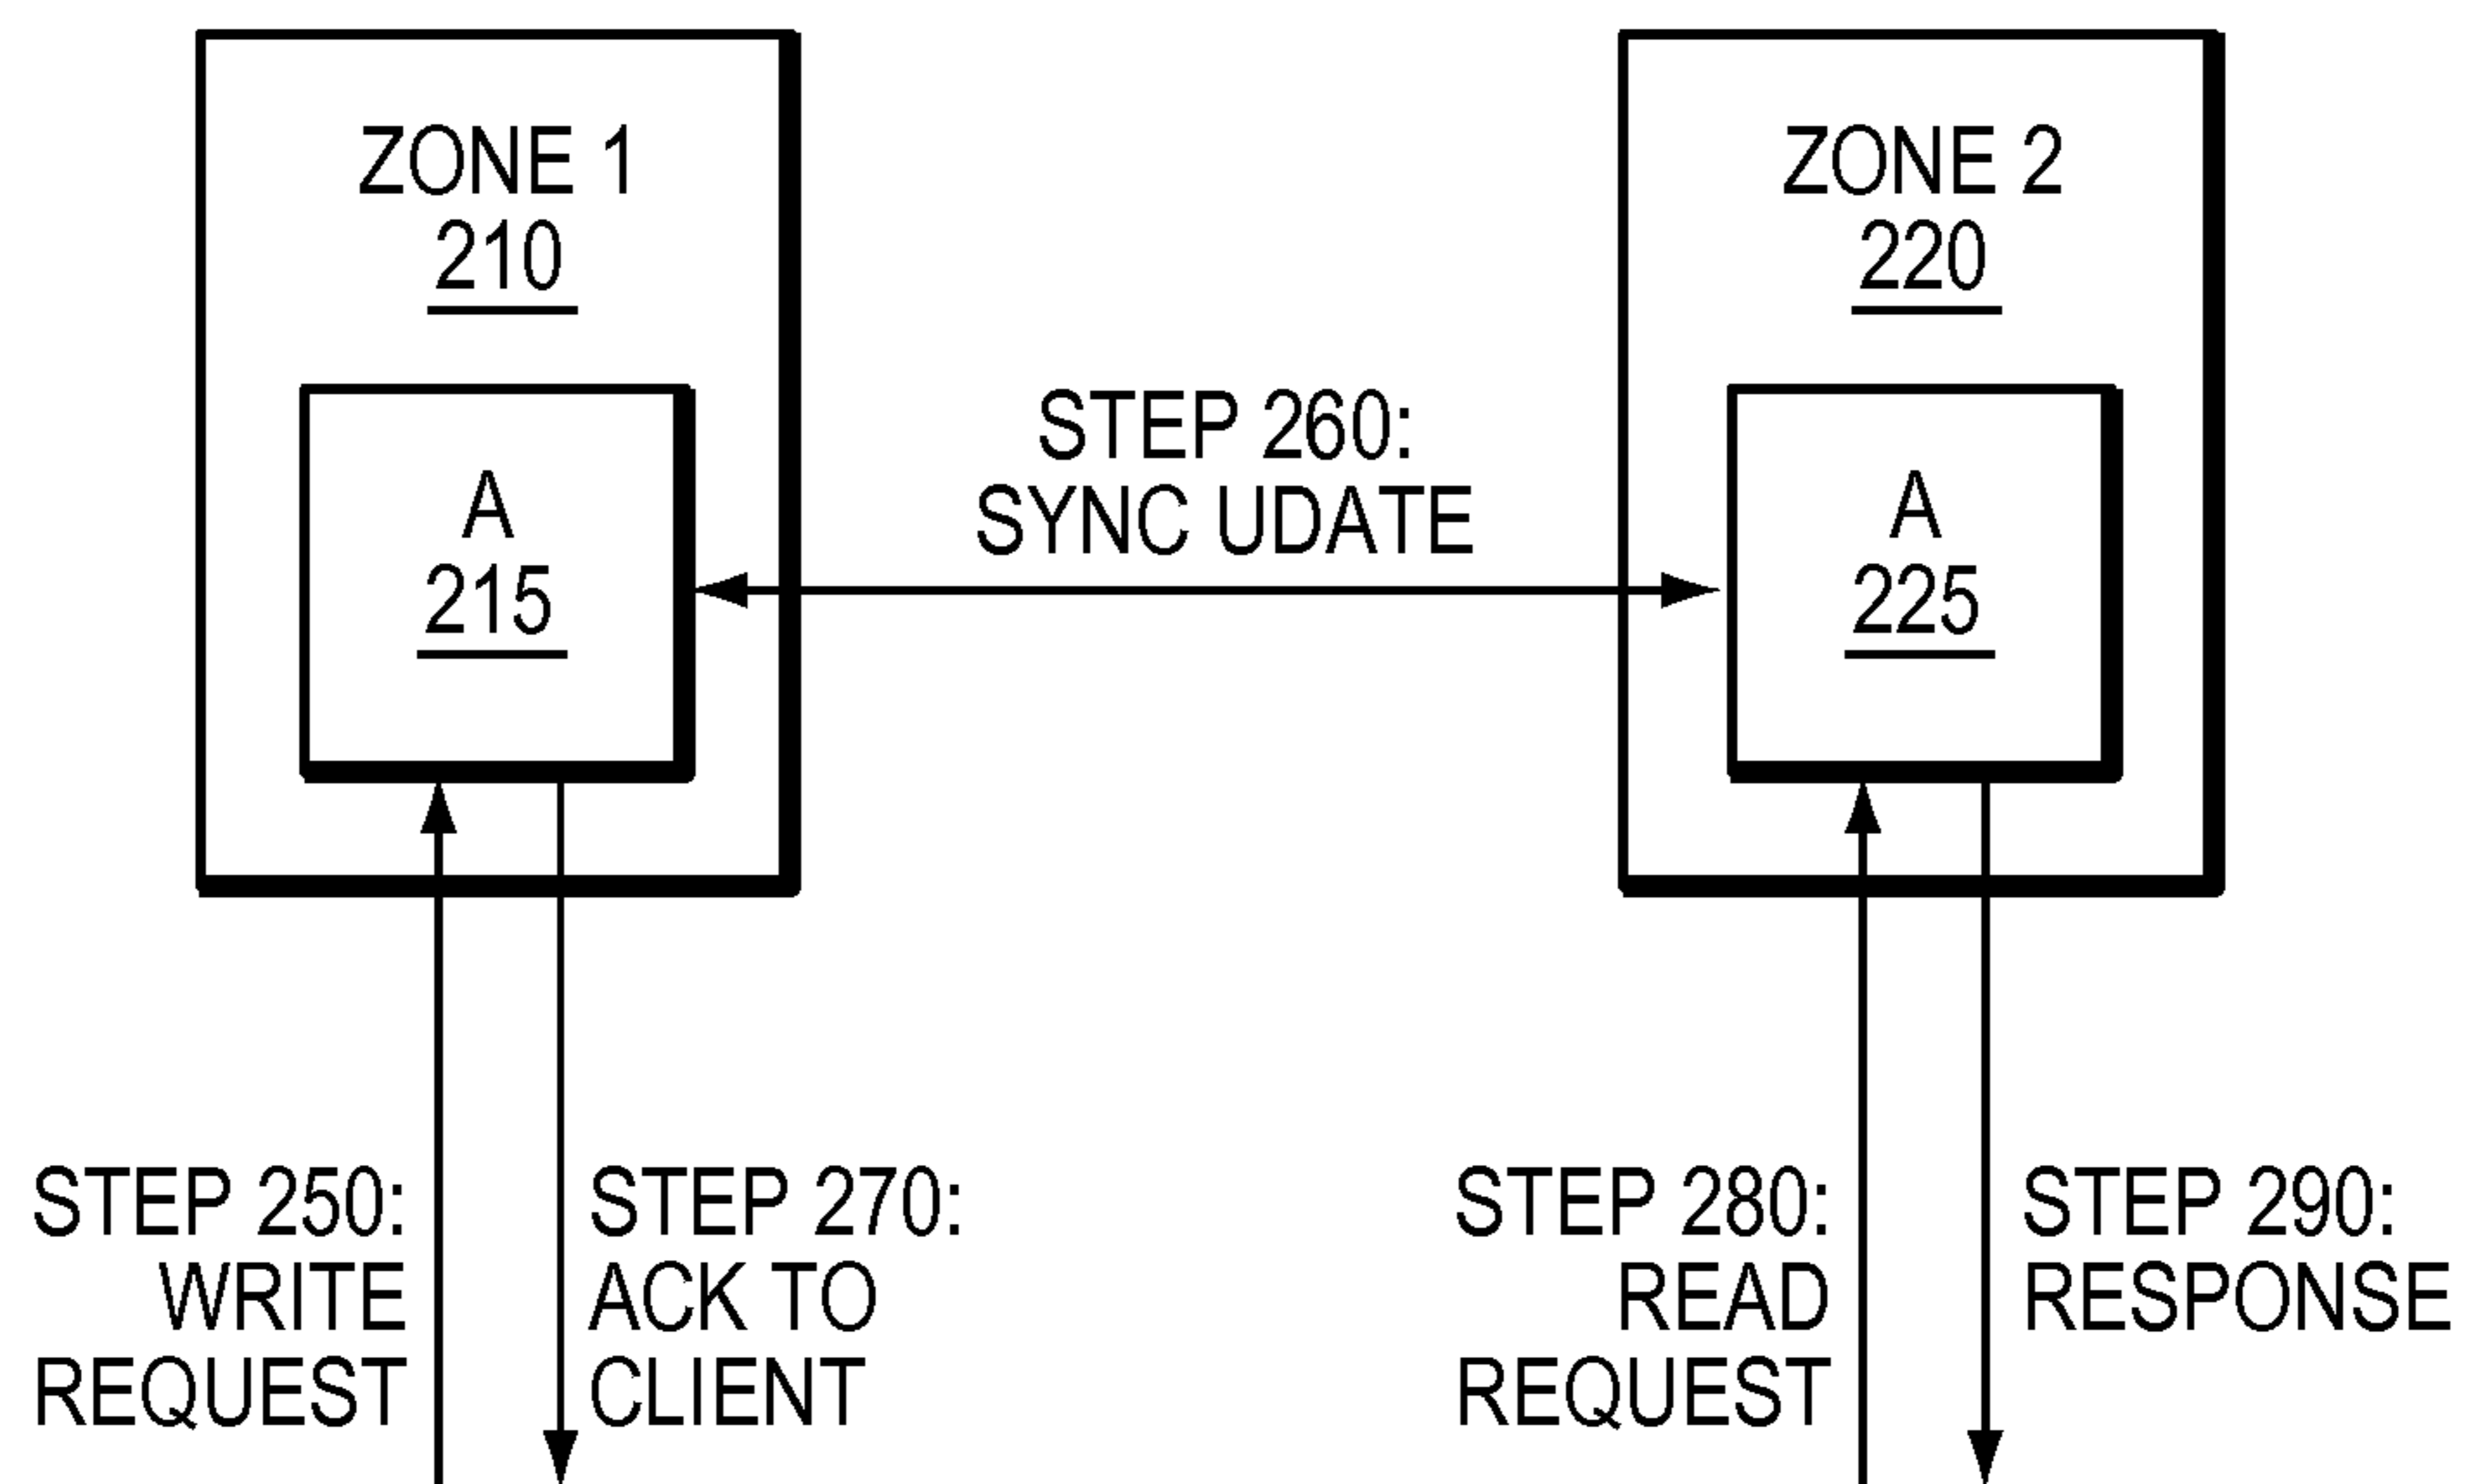 ZONE 1
210
A
215
ZONE 2
220
A
225
STEP 260:
SYNC UDATE
STEP 250:
WRITE
REQUEST
STEP 270:
ACK TO
CLIENT
STEP 280:
READ
REQUEST
STEP 290:
RESPONSE